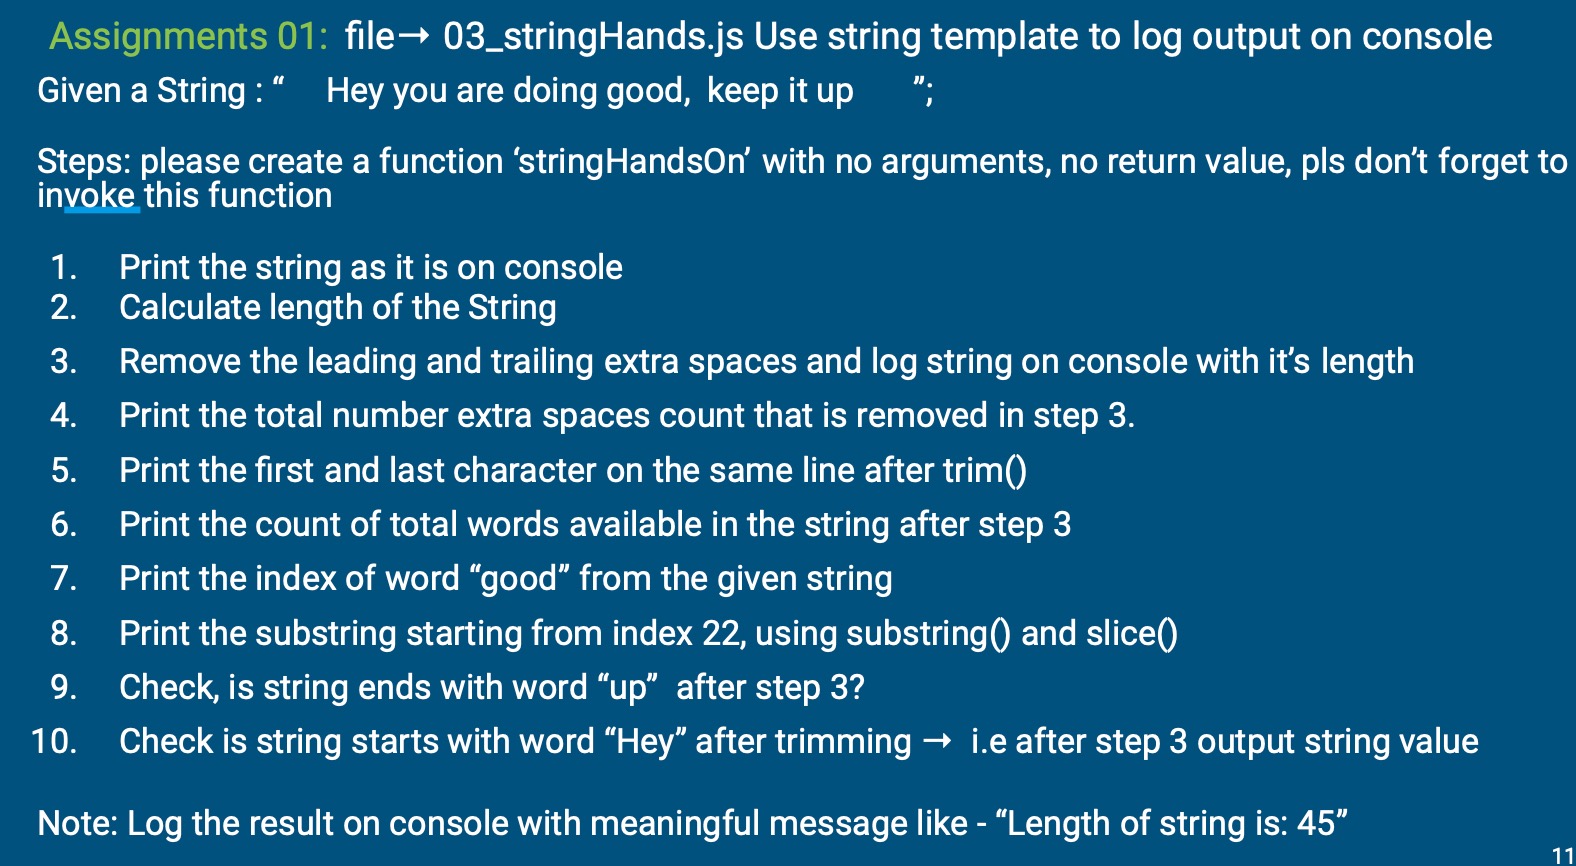 Assignments 01: file→ 03_stringHands.js Use string template to log output on console
Given a String : “    Hey you are doing good,  keep it up      ”;
Steps: please create a function ‘stringHandsOn’ with no arguments, no return value, pls don’t forget to
invoke this function
1. Print the string as it is on console
2. Calculate length of the String
3. Remove the leading and trailing extra spaces and log string on console with it’s length
4. Print the total number extra spaces count that is removed in step 3.
5. Print the first and last character on the same line after trim()
6. Print the count of total words available in the string after step 3
7. Print the index of word “good” from the given string
8. Print the substring starting from index 22, using substring() and slice()
9. Check, is string ends with word “up”  after step 3?
10. Check is string starts with word “Hey” after trimming →  i.e after step 3 output string value
Note: Log the result on console with meaningful message like - “Length of string is: 45”
11